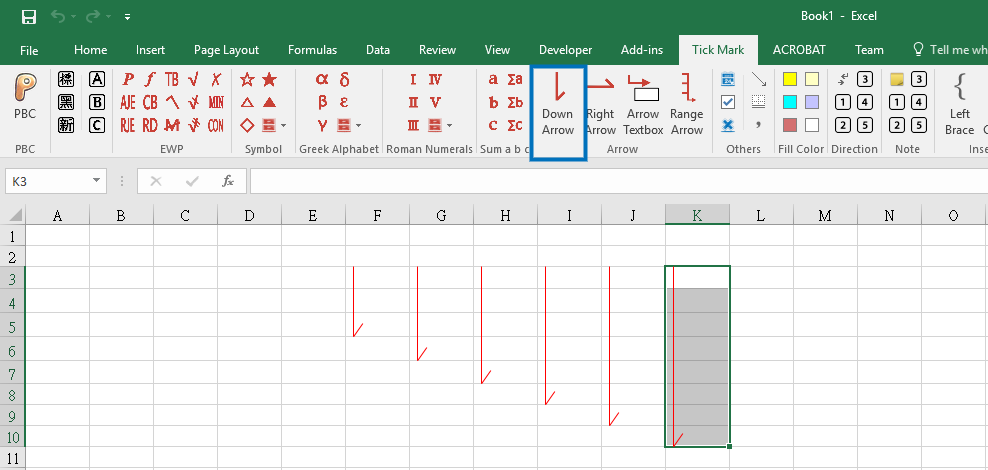 Book1 - Excel
File Home Insert Page Layout Formulas Data Review View Developer Add-ins Tick Mark ACROBAT Team Tell me wh
標 A P f TB √ X ☆ ★ α δ I IV a Σa 3 3
黑 B AJE CB MIN △ ▲ β ε II V b Σb 1 4 1 4
新 C RJE RD CON ◇ γ III c Σc 2 5 2 5
PBC Down Arrow Right Arrow Arrow Textbox Range Arrow Left Brace
PBC EWP Symbol Greek Alphabet Roman Numerals Sum a b c Arrow Others Fill Color Direction Note Inse
K3 fx
A B C D E F G H I J K L M N O
1
2
3
4
5
6
7
8
9
10
11